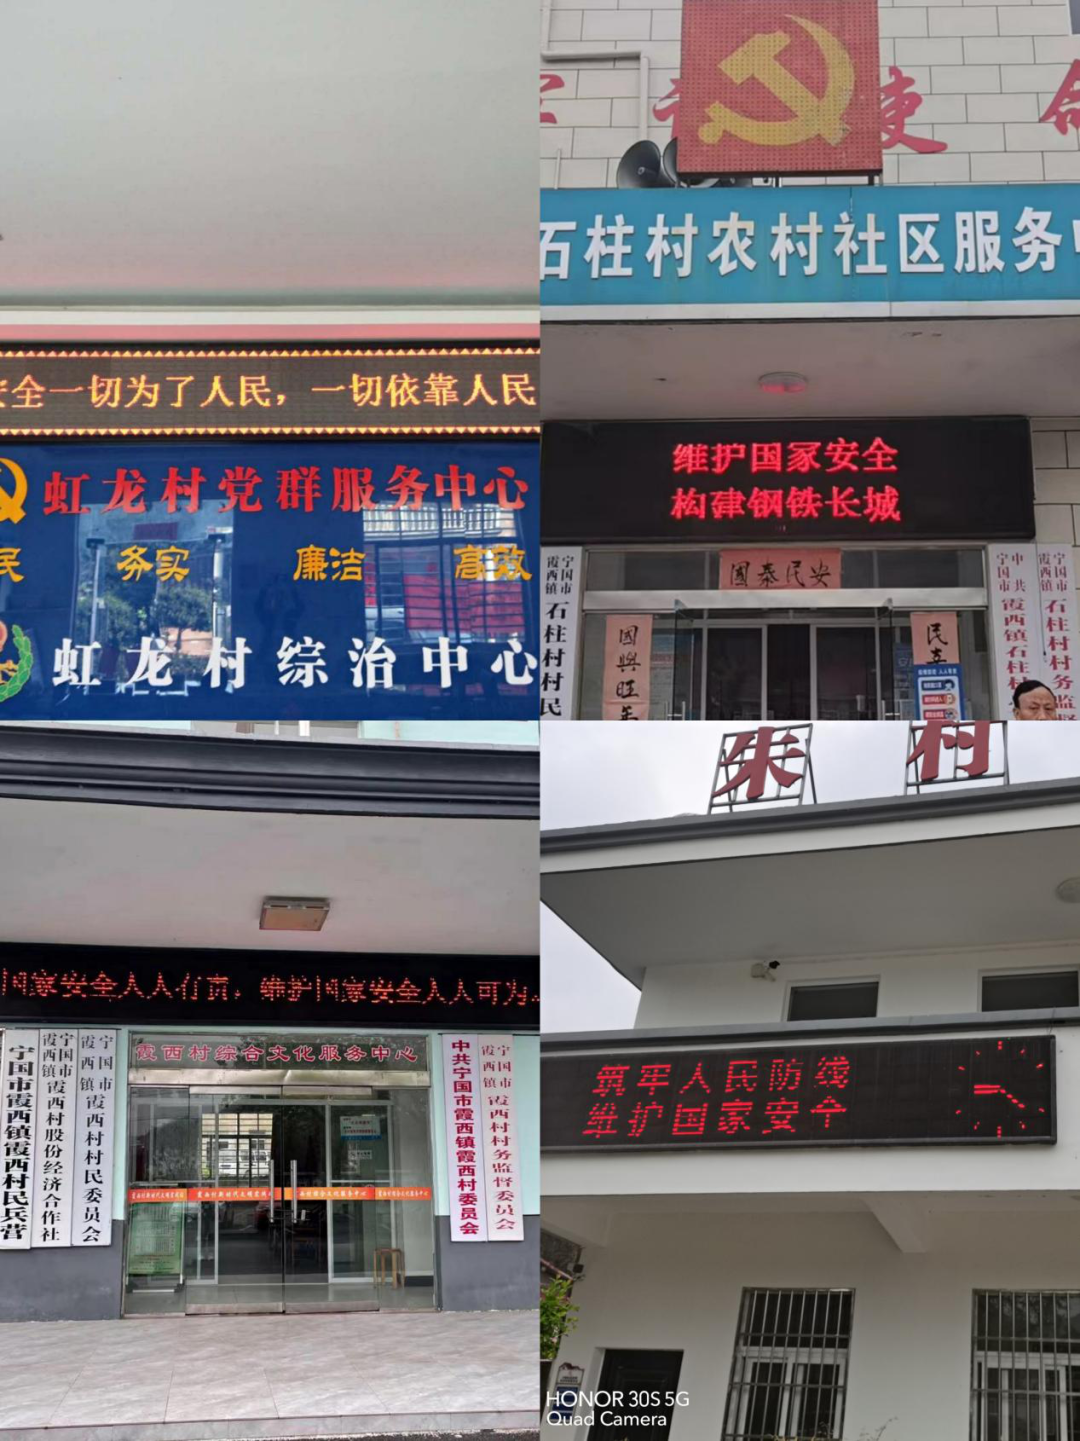 全一切为了人民，一切依靠人民
虹龙村党群服务中心
民 务实 廉洁 高效
虹龙村综治中心
使命
石柱村农村社区服务
维护国家安全
构建钢铁长城
國泰民安
國興旺
民
宁国市霞西镇石柱村村民
中共宁国市霞西镇石柱村
宁国市霞西镇石柱村村务监督
国家安全人人有责，维护国家安全人人可为
霞西村综合文化服务中心
宁国市霞西镇霞西村民兵营
宁国市霞西镇霞西村股份经济合作社
宁国市霞西镇霞西村村民委员会
中共宁国市霞西镇霞西村委员会
宁国市霞西镇霞西村村务监督委员会
朱村
筑牢人民防线
维护国家安全
HONOR 30S 5G
Quad Camera